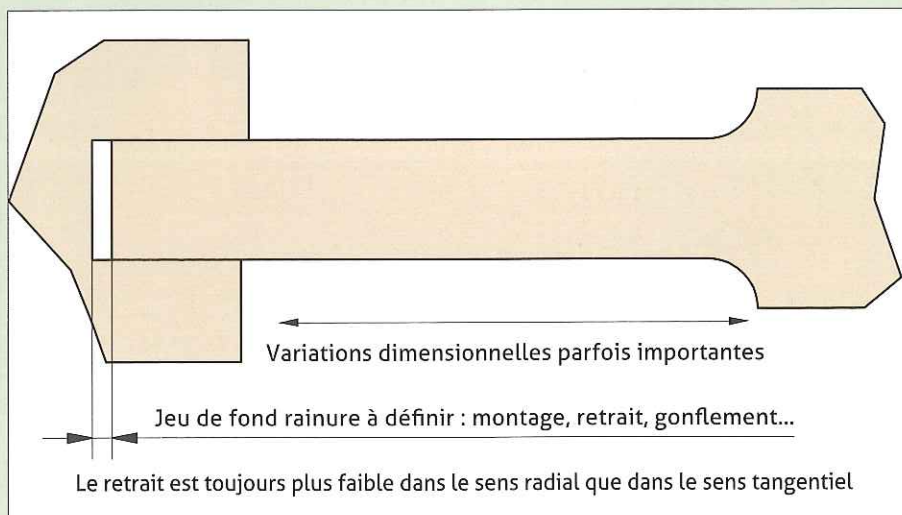 Variations dimensionnelles parfois importantes
Jeu de fond rainure à définir : montage, retrait, gonflement...
Le retrait est toujours plus faible dans le sens radial que dans le sens tangentiel